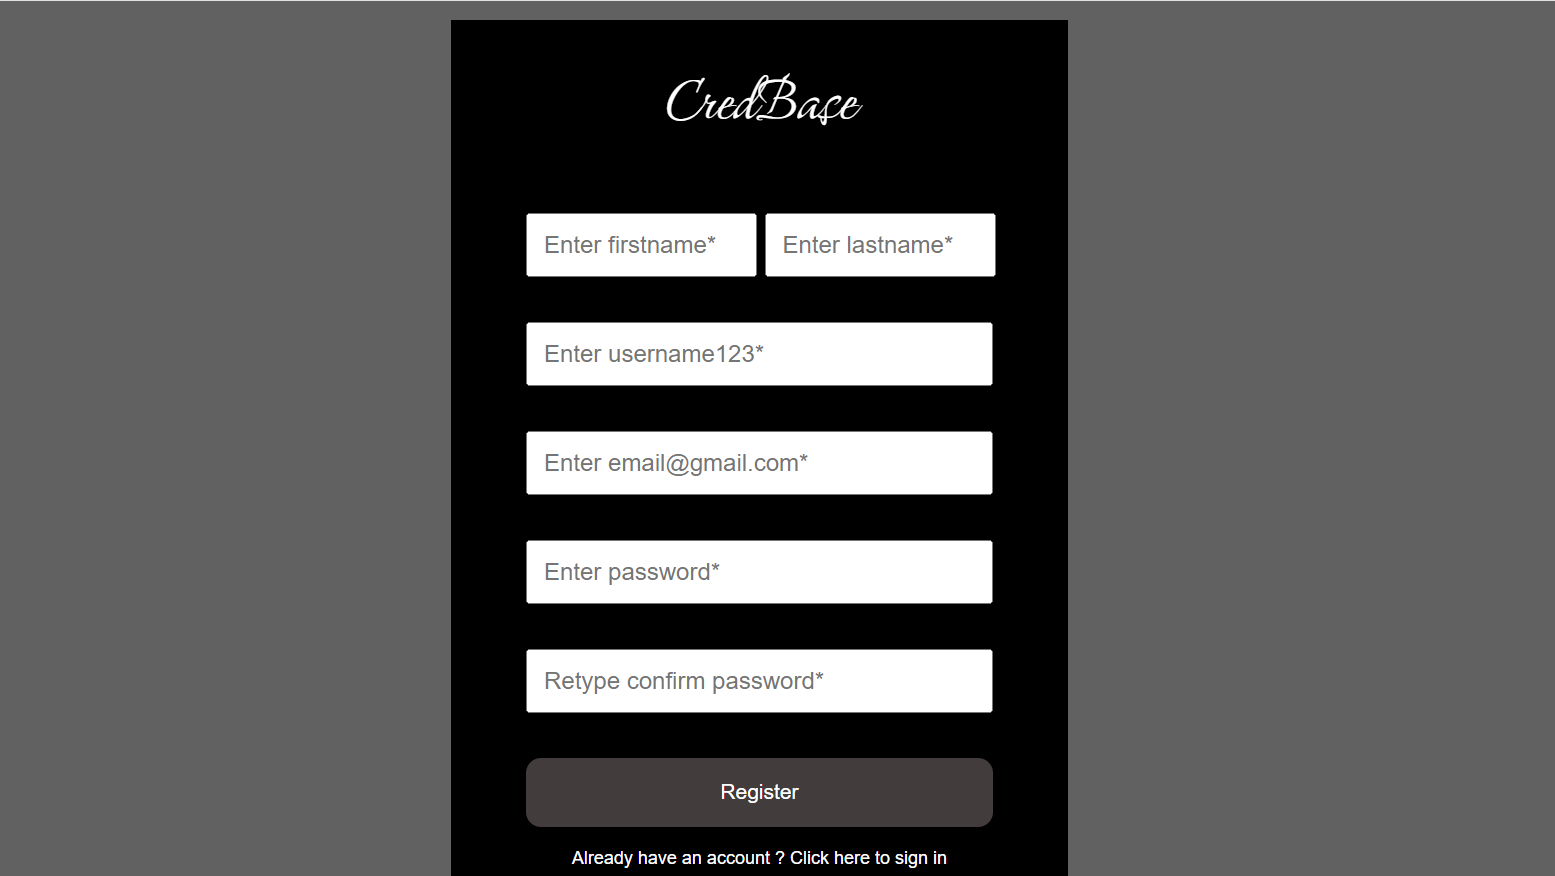 CredBase
Enter firstname* Enter lastname*
Enter username123*
Enter email@gmail.com*
Enter password*
Retype confirm password*
Register
Already have an account ? Click here to sign in